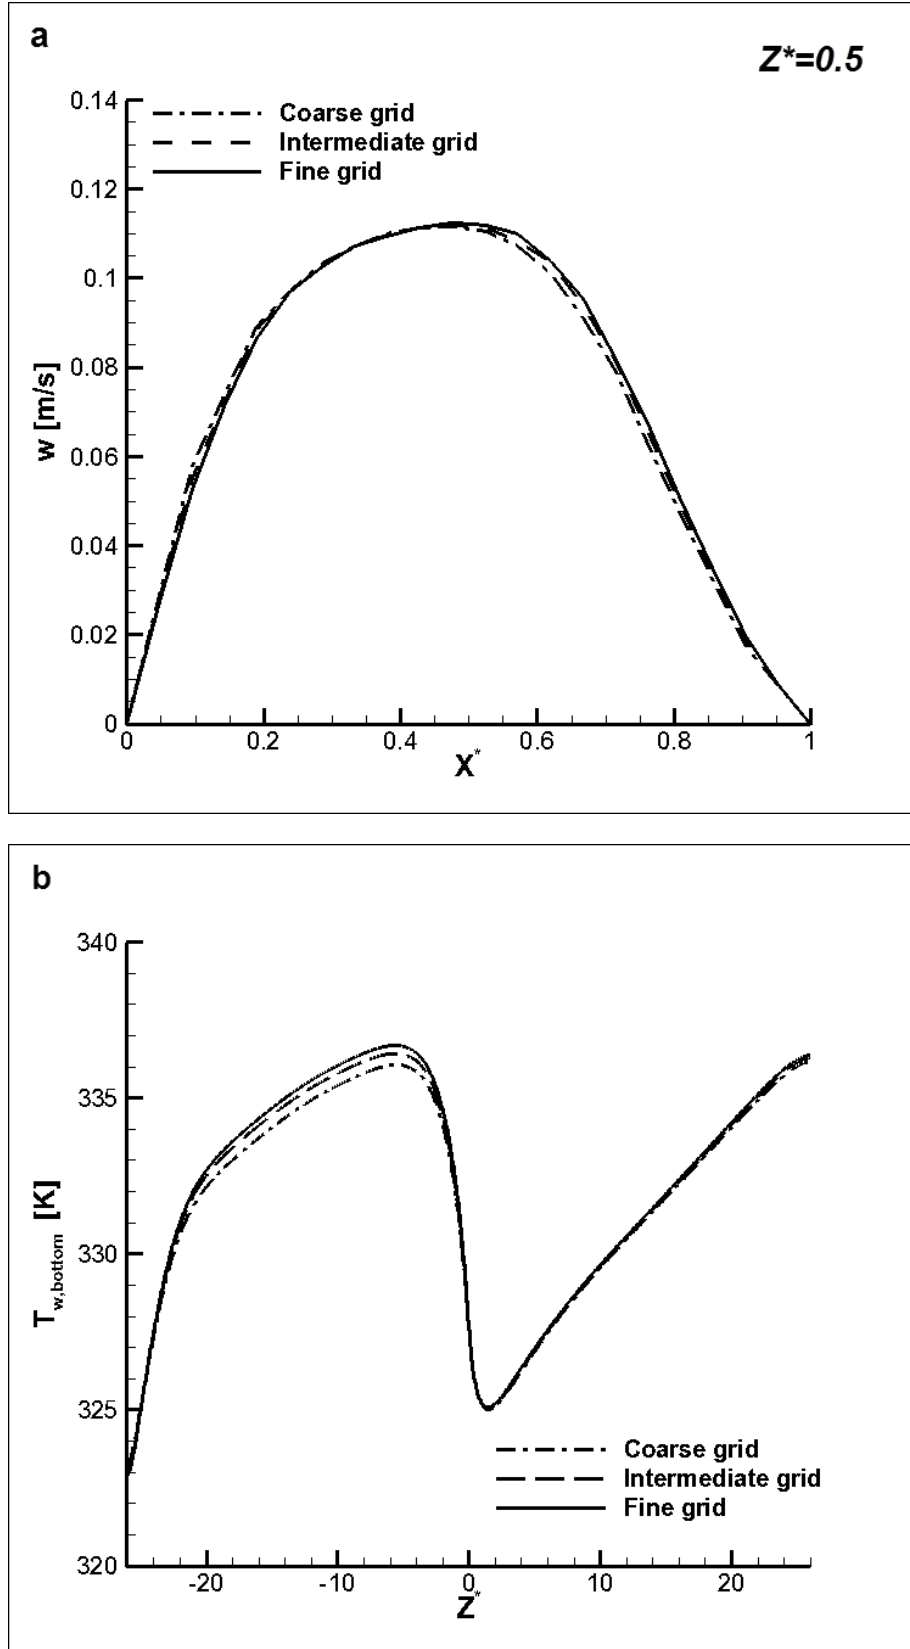 a
Z*=0.5
0.14
0.12
0.1
0.08
0.06
0.04
0.02
0
Coarse grid
Intermediate grid
Fine grid
w [m/s]
0 0.2 0.4 0.6 0.8 1
X*
b
340
335
330
325
320
T w,bottom [K]
Coarse grid
Intermediate grid
Fine grid
-20 -10 0 10 20
Z*